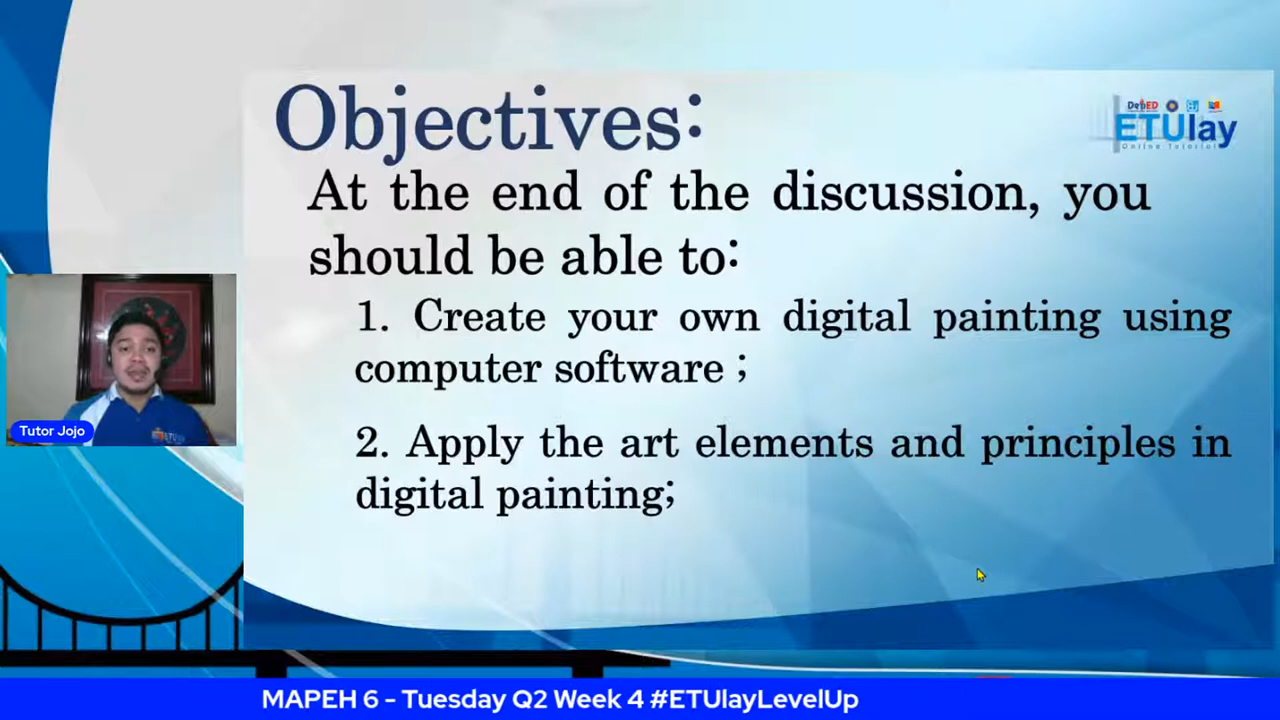 Objectives:
At the end of the discussion, you
should be able to:
1. Create your own digital painting using
computer software ;
2. Apply the art elements and principles in
digital painting;
DepED
ETUlay
Online Tutorial
Tutor Jojo
ETUlay
MAPEH 6 - Tuesday Q2 Week 4 #ETUlayLevelUp